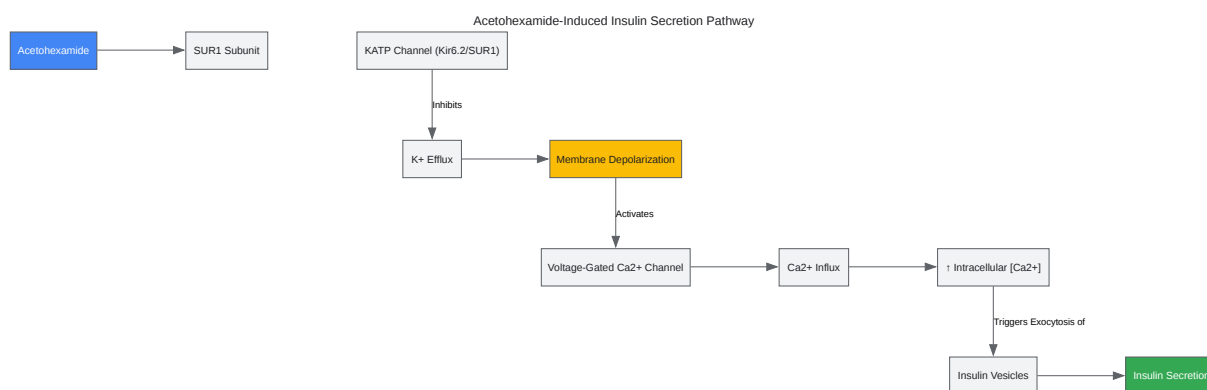 Acetohexamide-Induced Insulin Secretion Pathway
Acetohexamide
SUR1 Subunit
KATP Channel (Kir6.2/SUR1)
Inhibits
K+ Efflux
Membrane Depolarization
Activates
Voltage-Gated Ca2+ Channel
Ca2+ Influx
↑ Intracellular [Ca2+]
Triggers Exocytosis of
Insulin Vesicles
Insulin Secretion